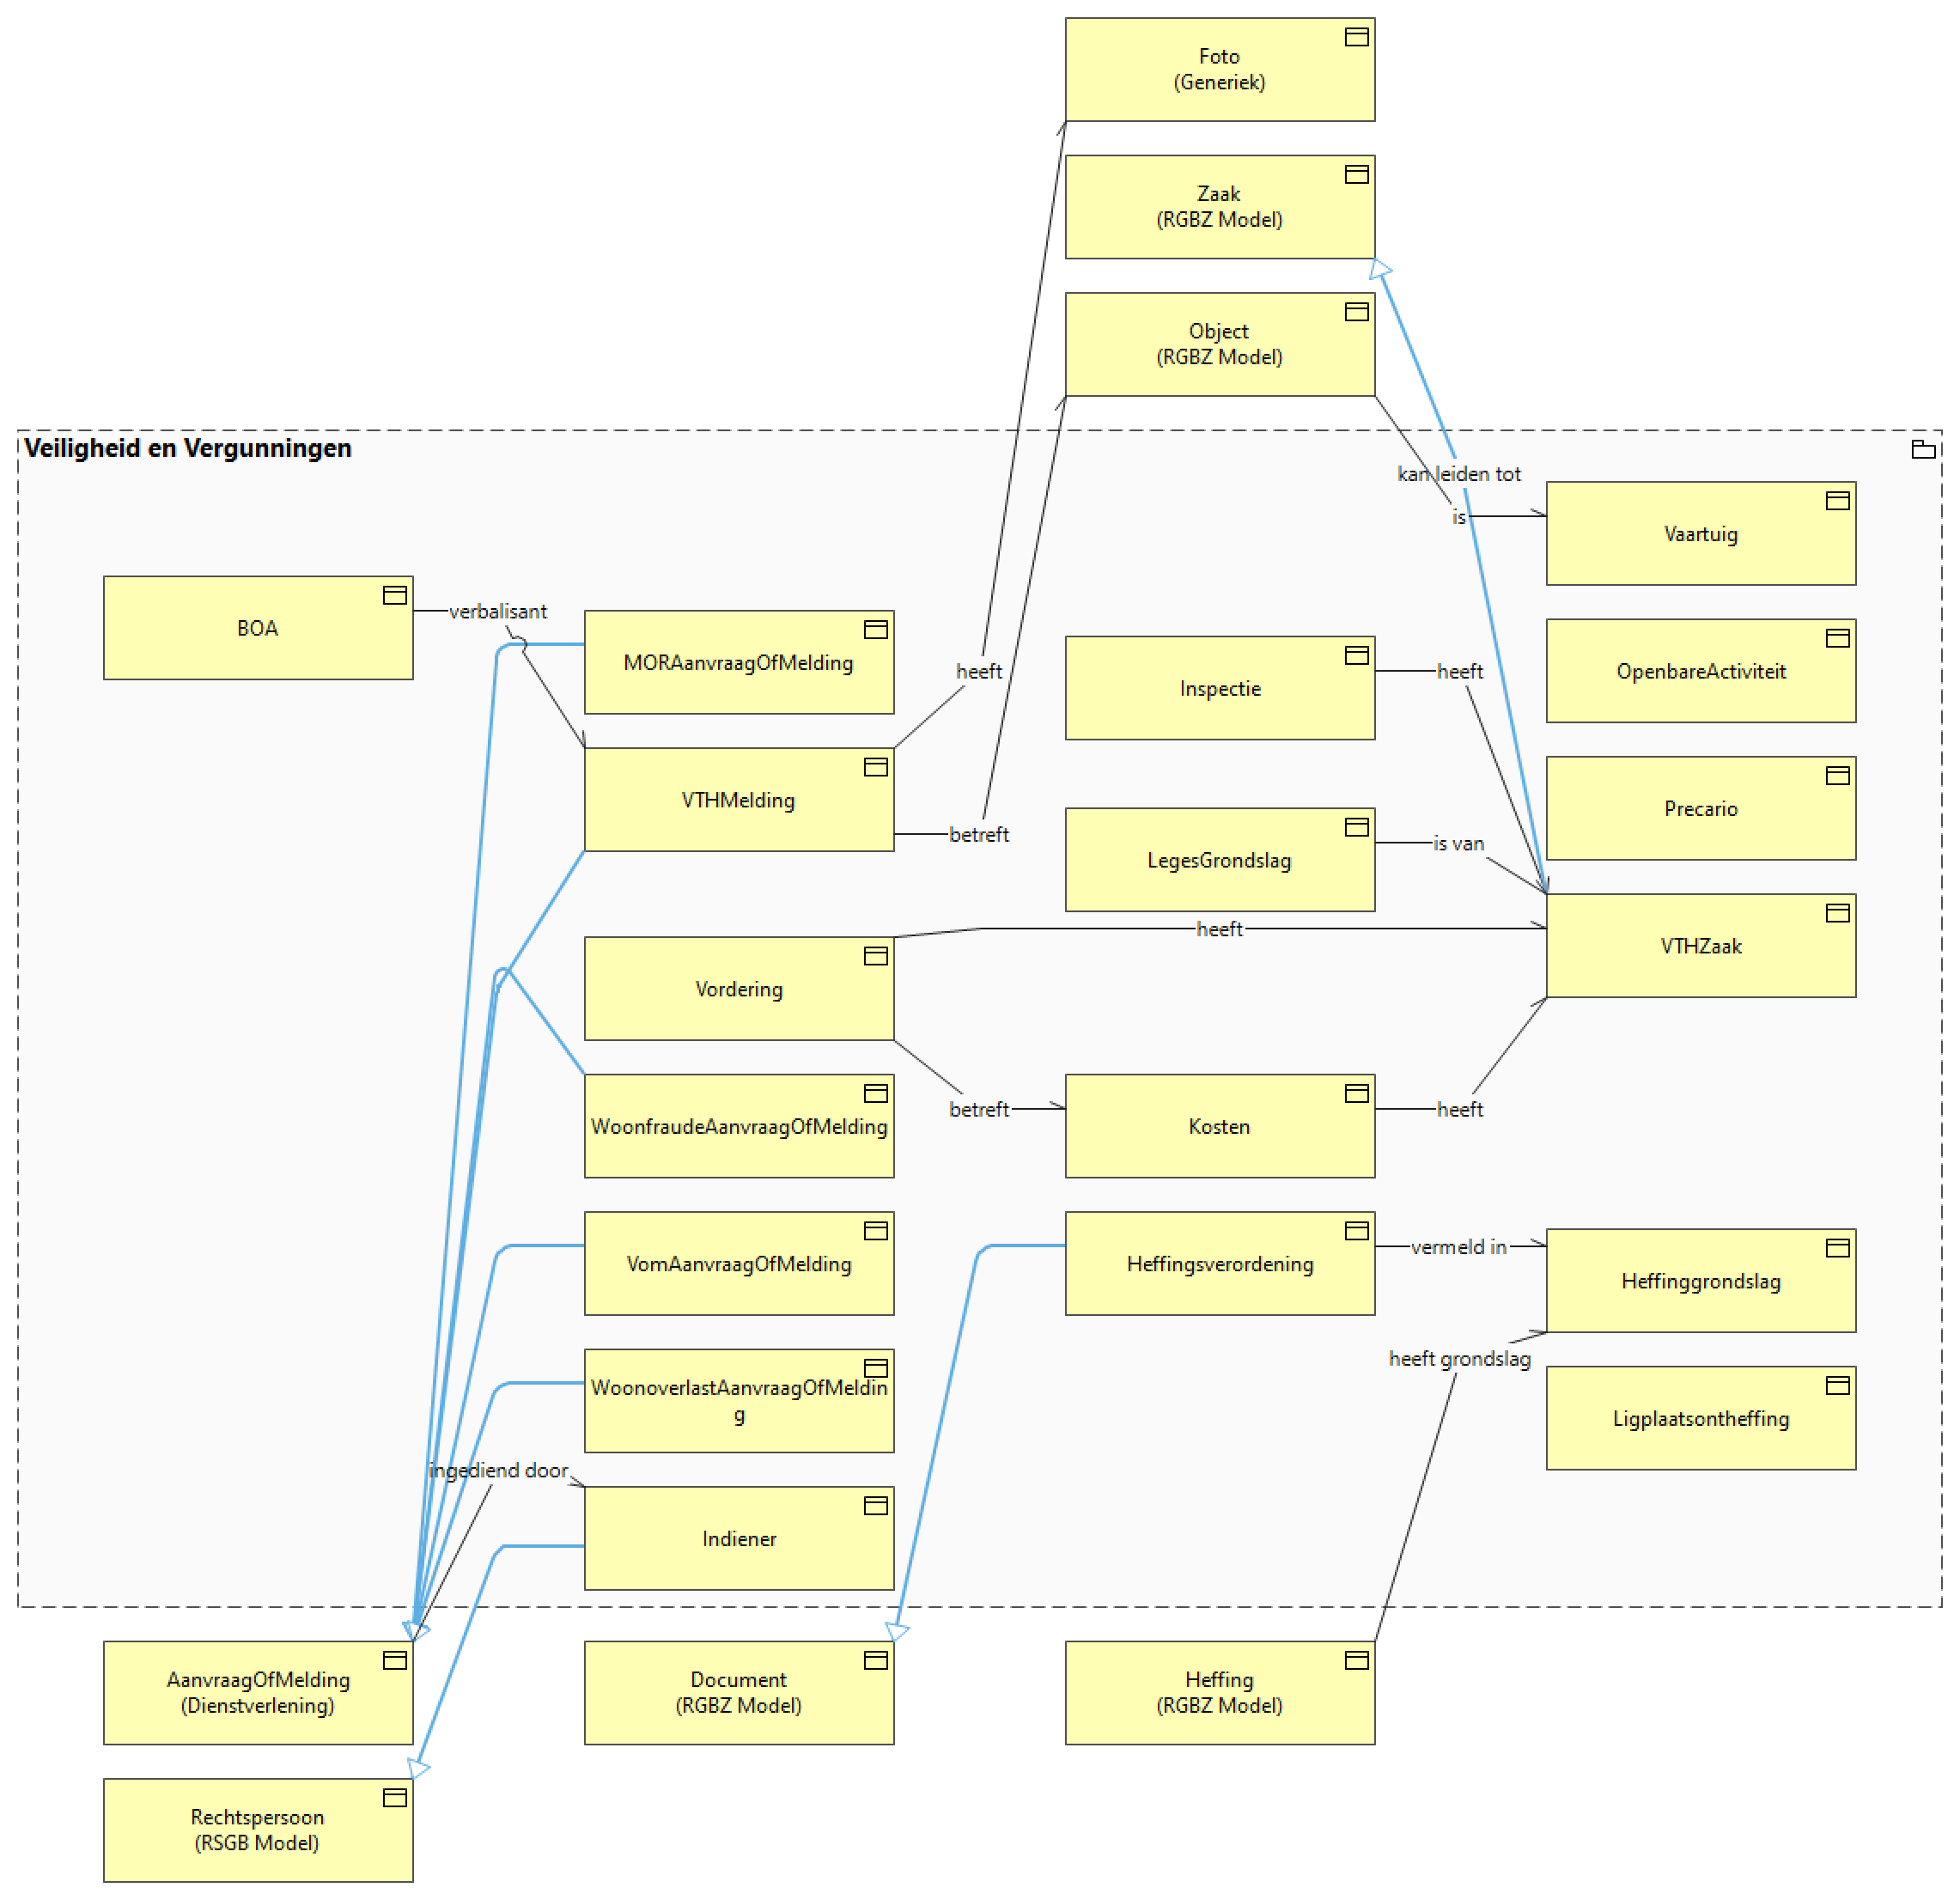 Foto
(Generiek)
Zaak
(RGBZ Model)
Object
(RGBZ Model)
Veiligheid en Vergunningen
kan leiden tot
is
Vaartuig
BOA
verbalisant
MORAanvraagOfMelding
heeft
Inspectie
heeft
OpenbareActiviteit
VTHMelding
betreft
LegesGrondslag
is van
Precario
Vordering
heeft
VTHZaak
WoonfraudeAanvraagOfMelding
betreft
Kosten
heeft
VomAanvraagOfMelding
Heffingsverordening
vermeld in
Heffinggrondslag
WoonoverlastAanvraagOfMeldin
g
heeft grondslag
Ligplaatsontheffing
ingediend door
Indiener
AanvraagOfMelding
(Dienstverlening)
Document
(RGBZ Model)
Heffing
(RGBZ Model)
Rechtspersoon
(RSGB Model)